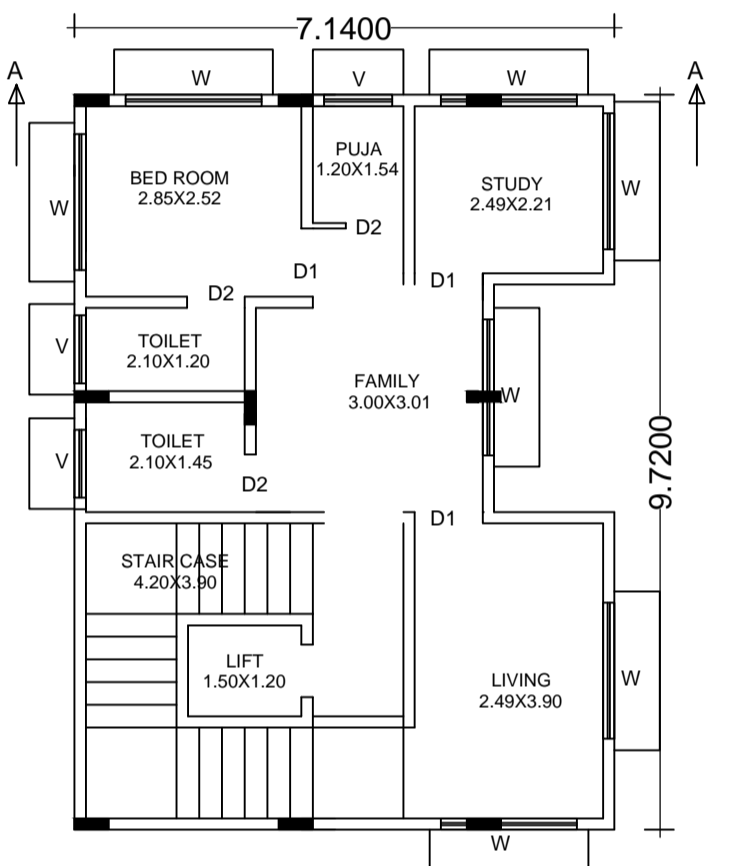 7.1400
A
W
V
W
A
PUJA
1.20X1.54
BED ROOM
2.85X2.52
STUDY
2.49X2.21
W
W
D2
D1
D1
D2
TOILET
2.10X1.20
V
FAMILY
3.00X3.01
W
TOILET
2.10X1.45
V
9.7200
D2
D1
STAIR CASE
4.20X3.90
LIFT
1.50X1.20
LIVING
2.49X3.90
W
W